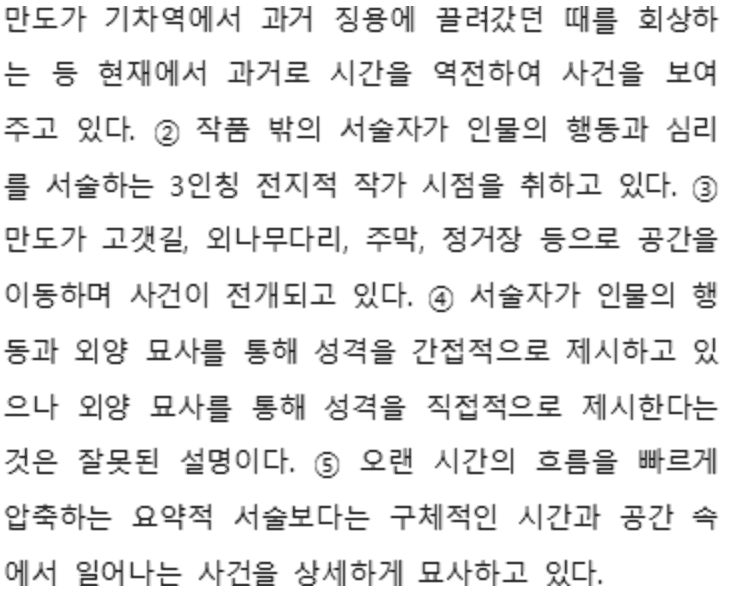 만도가 기차역에서 과거 징용에 끌려갔던 때를 회상하
는 등 현재에서 과거로 시간을 역전하여 사건을 보여
주고 있다. ② 작품 밖의 서술자가 인물의 행동과 심리
를 서술하는 3인칭 전지적 작가 시점을 취하고 있다. ③
만도가 고갯길, 외나무다리, 주막, 정거장 등으로 공간을
이동하며 사건이 전개되고 있다. ④ 서술자가 인물의 행
동과 외양 묘사를 통해 성격을 간접적으로 제시하고 있
으나 외양 묘사를 통해 성격을 직접적으로 제시한다는
것은 잘못된 설명이다. ⑤ 오랜 시간의 흐름을 빠르게
압축하는 요약적 서술보다는 구체적인 시간과 공간 속
에서 일어나는 사건을 상세하게 묘사하고 있다.